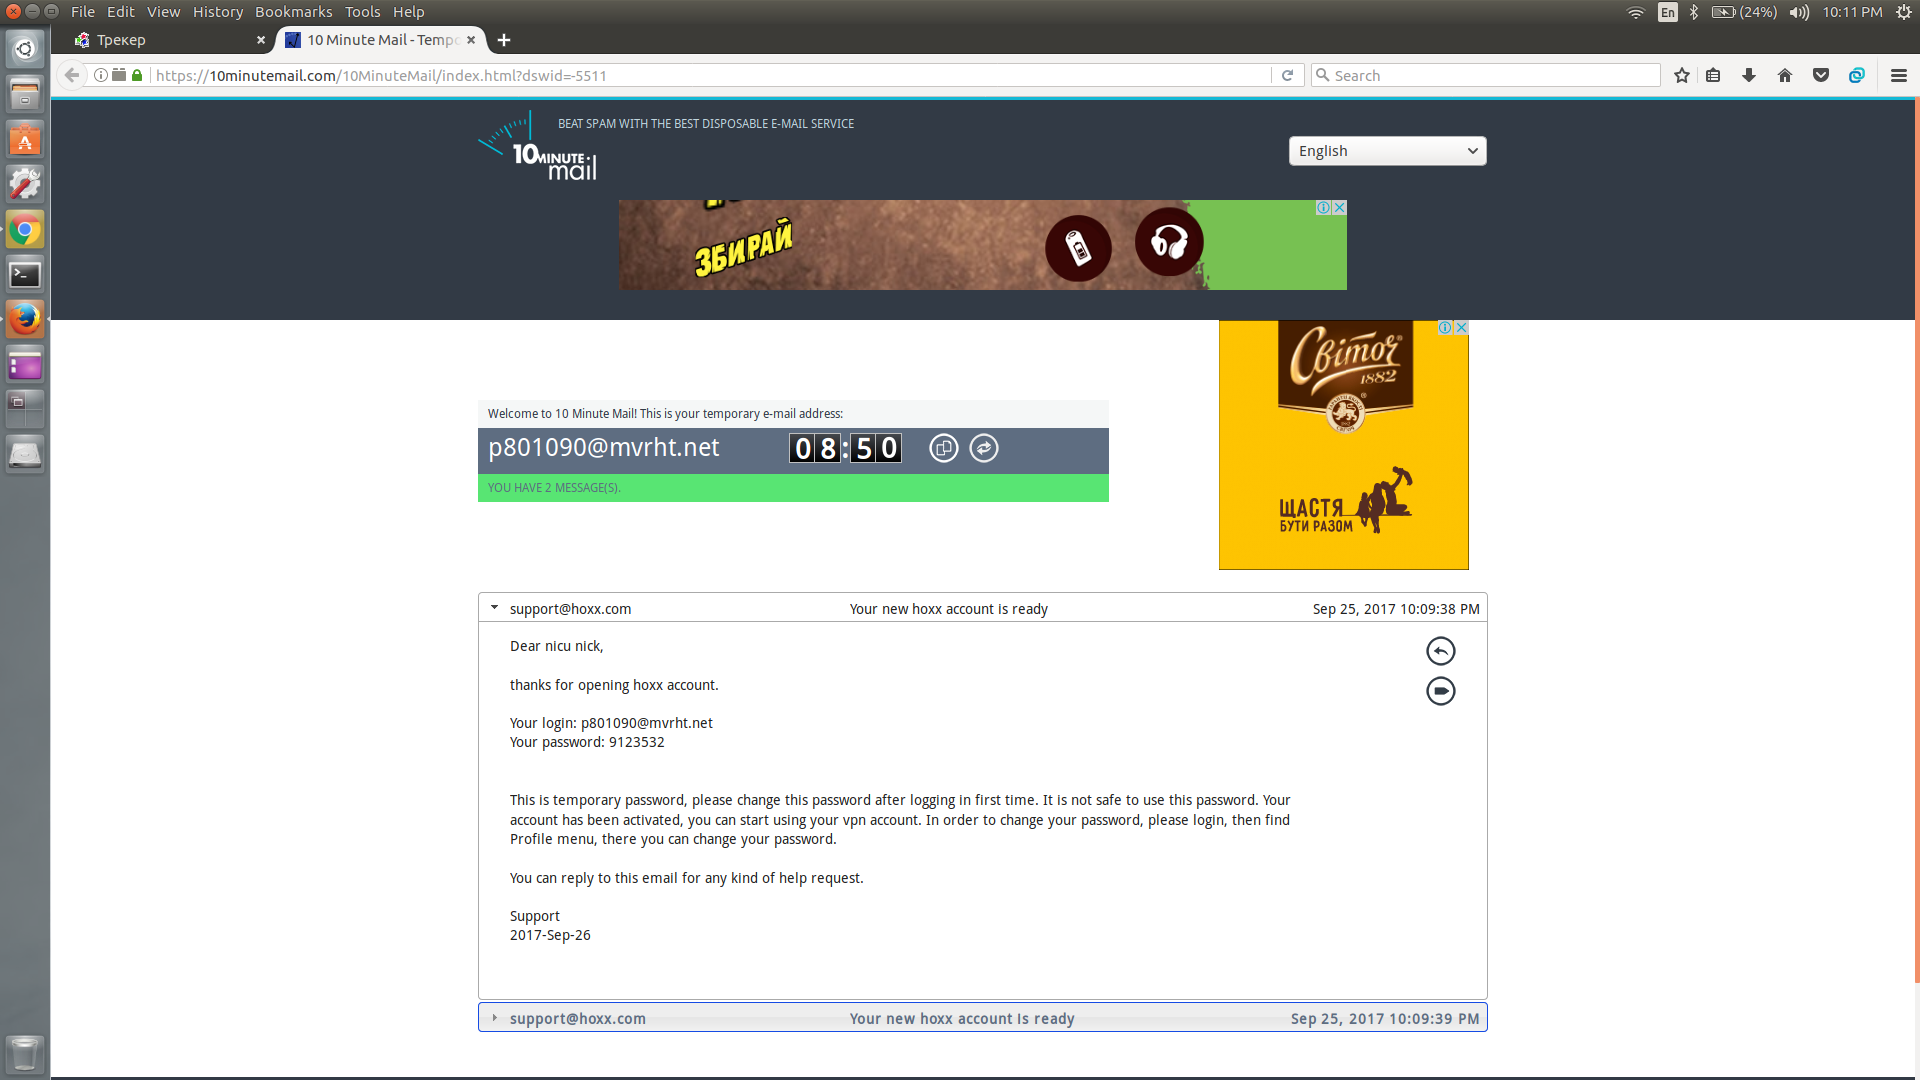 File Edit View History Bookmarks Tools Help
En (24%) 10:11 PM
Трекер
10 Minute Mail - Tempo
https://10minutemail.com/10MinuteMail/index.html?dswid=-5511
Search
10 MINUTE mail
BEAT SPAM WITH THE BEST DISPOSABLE E-MAIL SERVICE
English
ЗБИРАЙ
Світоч
1882
ЩАСТЯ
БУТИ РАЗОМ
Welcome to 10 Minute Mail! This is your temporary e-mail address:
p801090@mvrht.net 08:50
YOU HAVE 2 MESSAGE(S).
support@hoxx.com Your new hoxx account is ready Sep 25, 2017 10:09:38 PM
Dear nicu nick,
thanks for opening hoxx account.
Your login: p801090@mvrht.net
Your password: 9123532
This is temporary password, please change this password after logging in first time. It is not safe to use this password. Your
account has been activated, you can start using your vpn account. In order to change your password, please login, then find
Profile menu, there you can change your password.
You can reply to this email for any kind of help request.
Support
2017-Sep-26
support@hoxx.com Your new hoxx account is ready Sep 25, 2017 10:09:39 PM